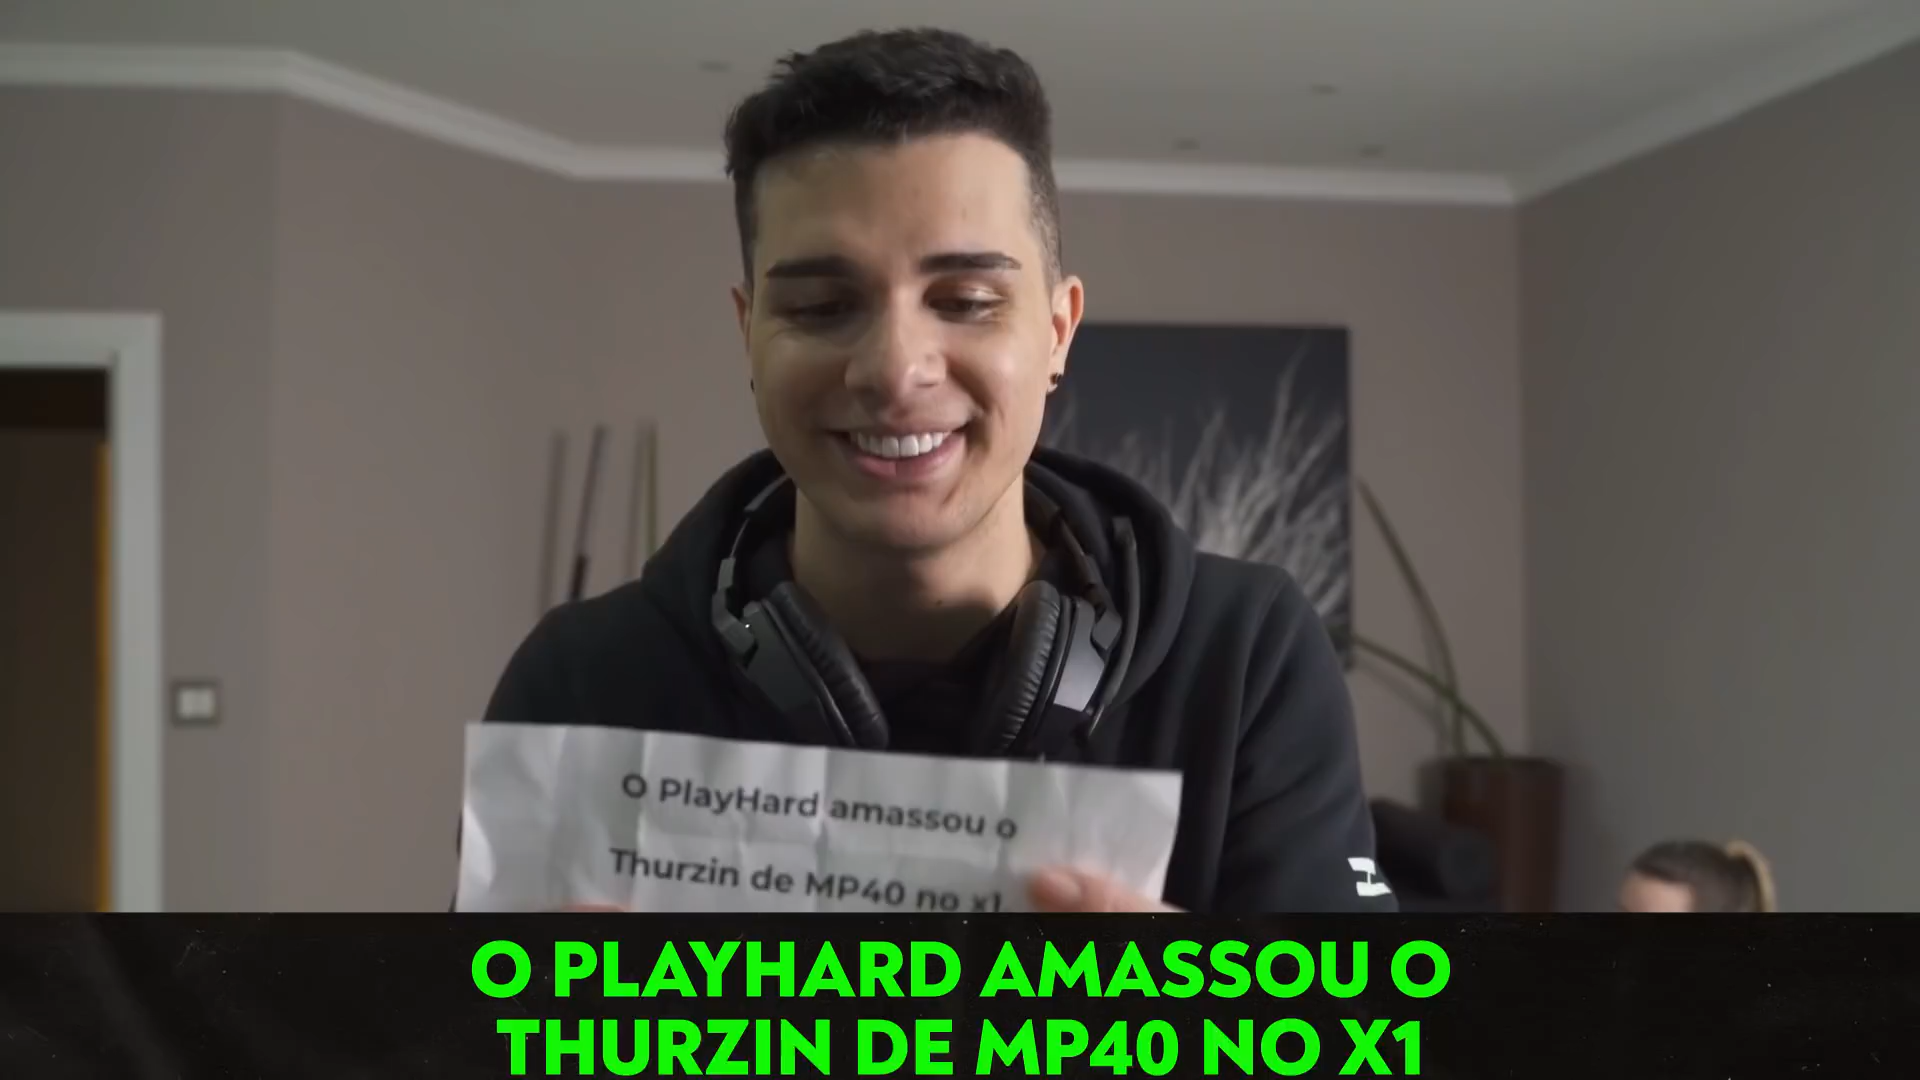 O PlayHard amassou o
Thurzin de MP40 no x1
O PLAYHARD AMASSOU O
THURZIN DE MP40 NO X1